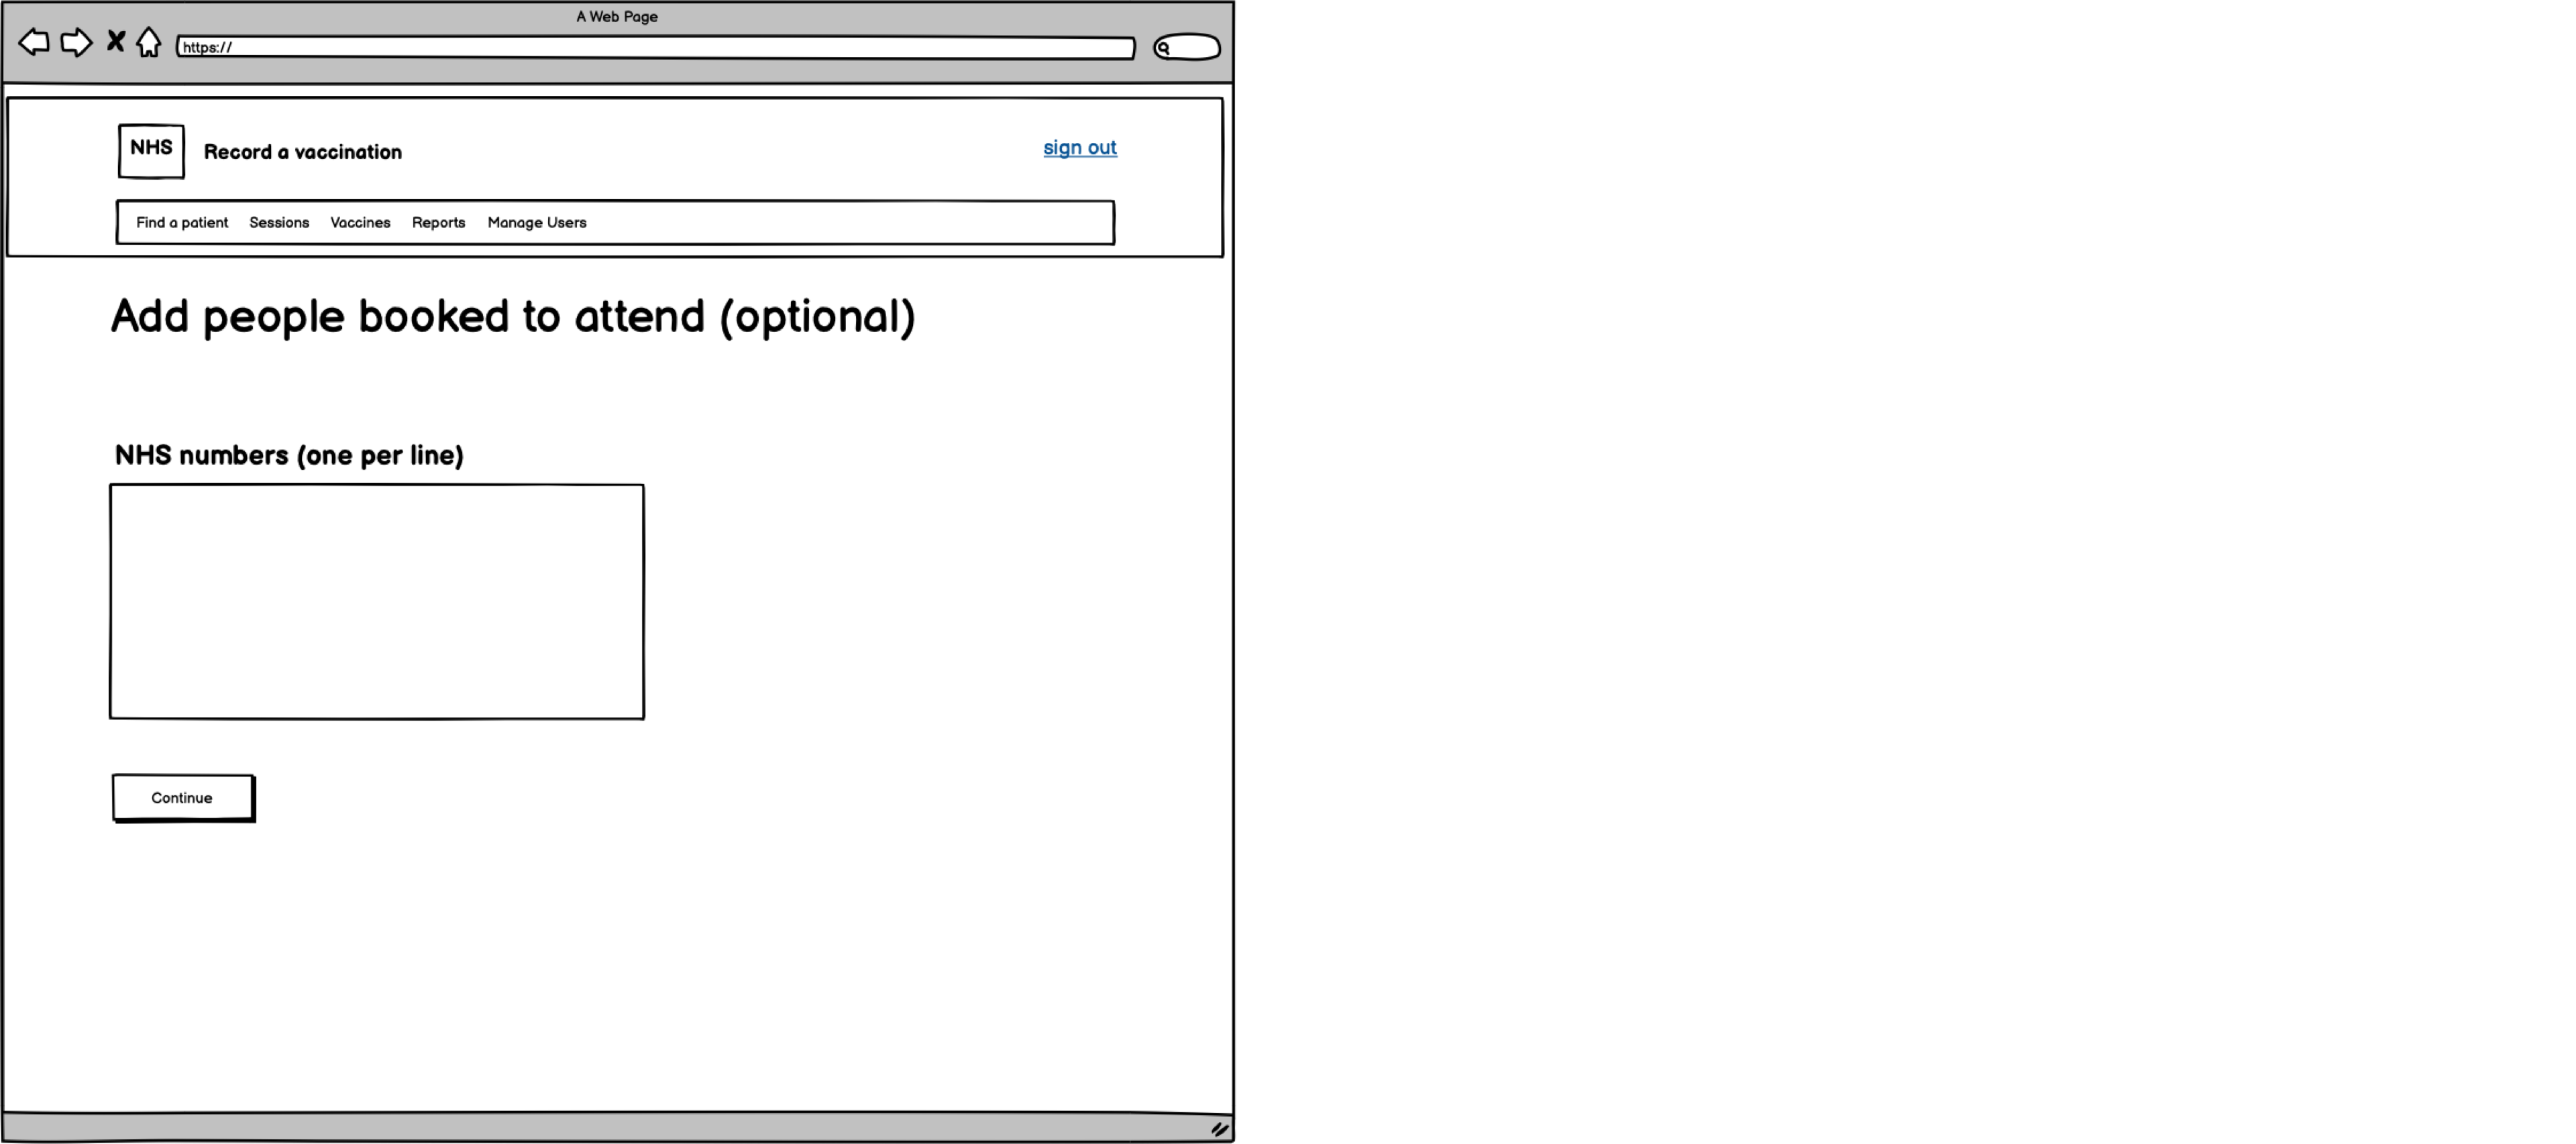 A Web Page
https://
NHS
Record a vaccination
sign out
Find a patient Sessions Vaccines Reports Manage Users
Add people booked to attend (optional)
NHS numbers (one per line)
Continue